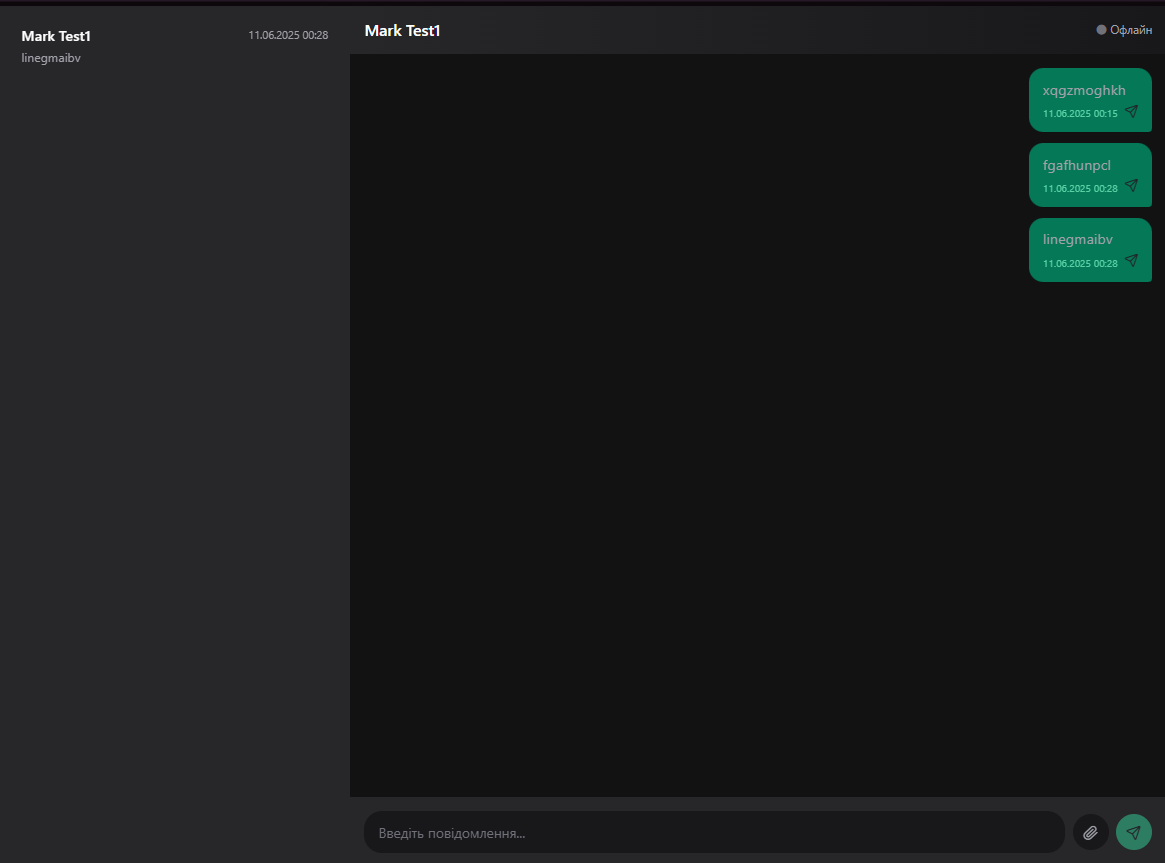 Mark Test1
11.06.2025 00:28
linegmaibv
Mark Test1
Офлайн
xqgzmoghkh
11.06.2025 00:15
fgafhunpcl
11.06.2025 00:28
linegmaibv
11.06.2025 00:28
Введіть повідомлення...